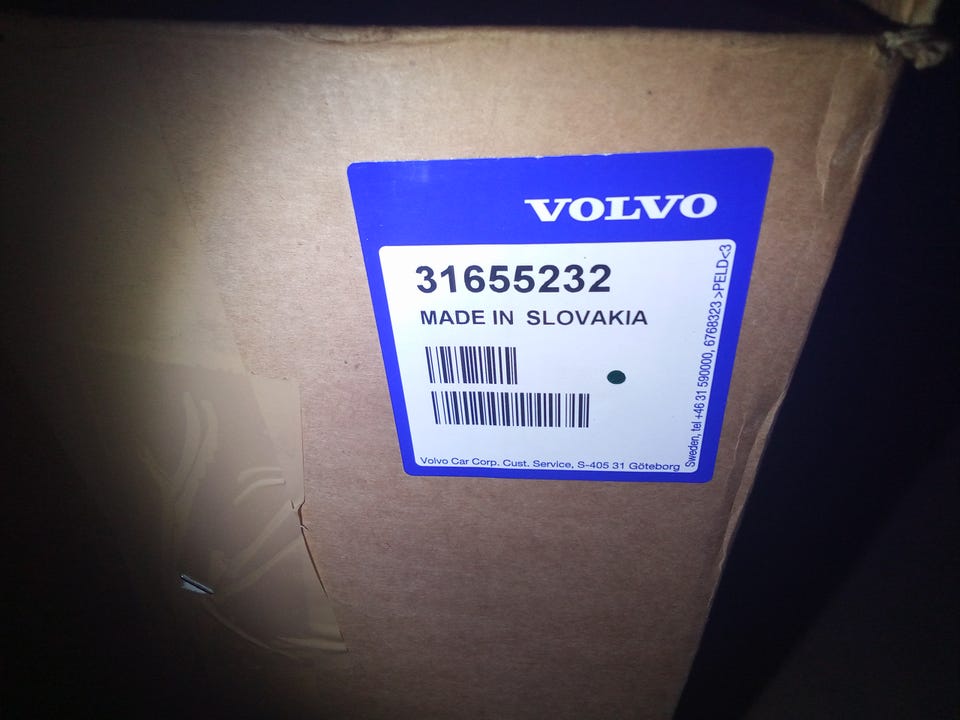 VOLVO
31655232
MADE IN SLOVAKIA
Volvo Car Corp. Cust. Service, S-405 31 Göteborg
Sweden, tel +46 31 590000, 6768323 >PELD<3